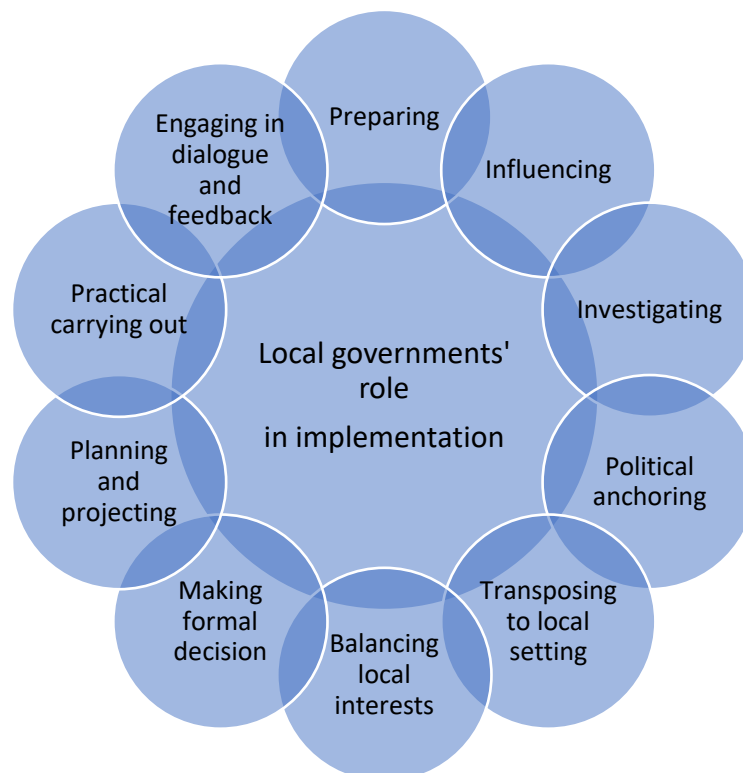 Preparing
Influencing
Investigating
Political
anchoring
Transposing
to local
setting
Balancing
local
interests
Making
formal
decision
Planning
and
projecting
Practical
carrying out
Engaging in
dialogue
and
feedback
Local governments'
role
in implementation